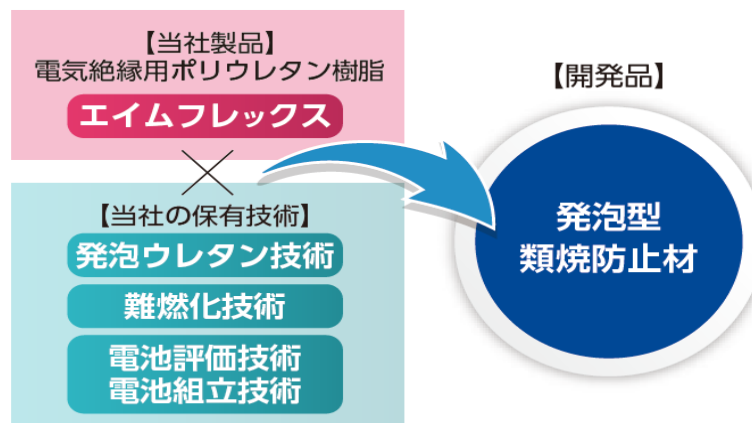 【当社製品】
電気絶縁用ポリウレタン樹脂
エイムフレックス
【当社の保有技術】
発泡ウレタン技術
難燃化技術
電池評価技術
電池組立技術
【開発品】
発泡型
類焼防止材